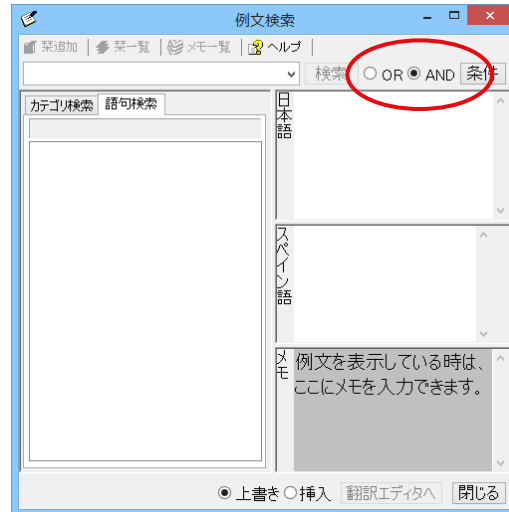 例文検索
栞追加 栞一覧 メモ一覧 ヘルプ
検索 OR AND 条件
カテゴリ検索 語句検索
日本語
スペイン語
メモ
例文を表示している時は、
ここにメモを入力できます。
上書き 挿入 翻訳エディタへ 閉じる